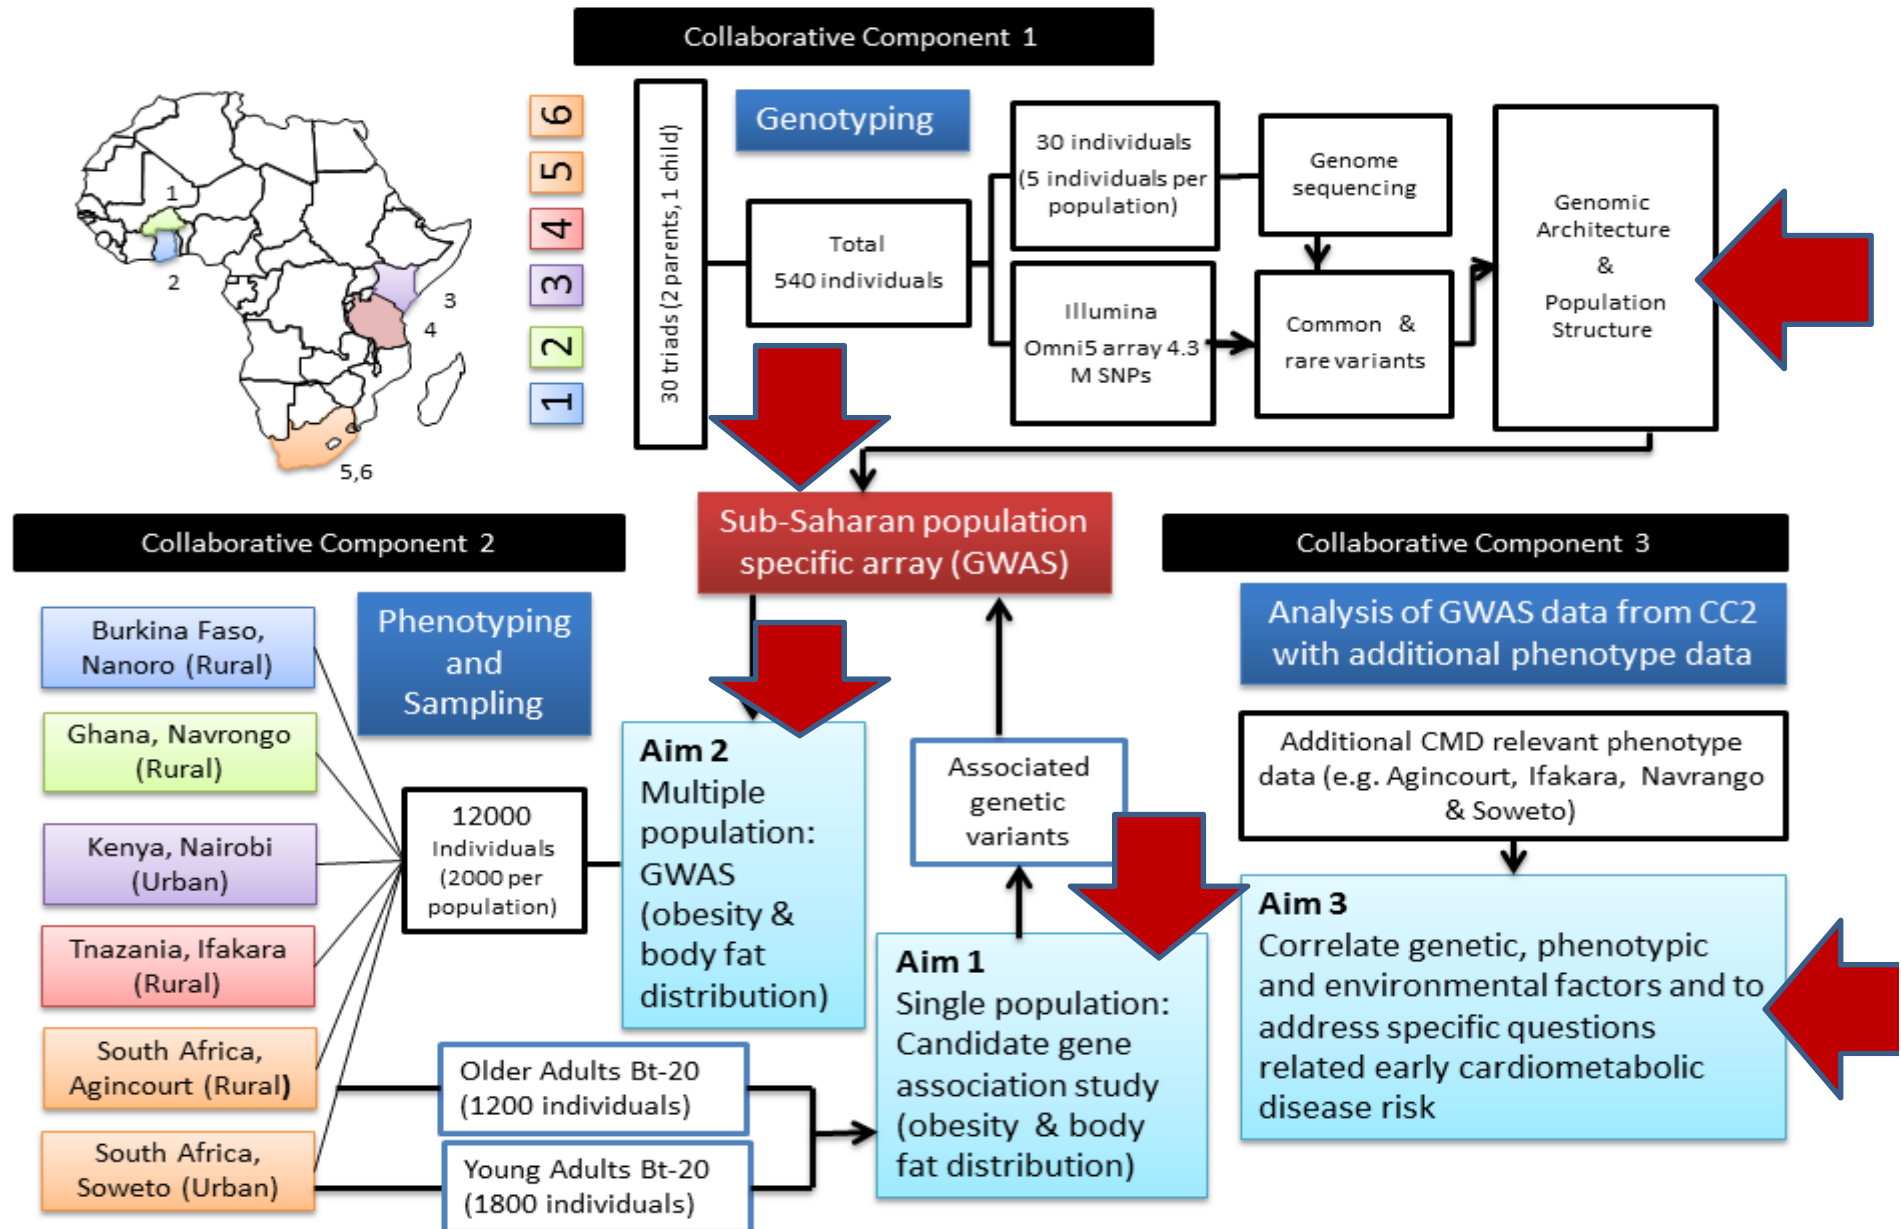 Collaborative Component 1
1
2
3
4
5,6
6
5
4
3
2
1
30 triads (2 parents, 1 child)
Genotyping
Total
540 individuals
30 individuals
(5 individuals per
population)
Genome
sequencing
Illumina
Omni5 array 4.3
M SNPs
Common &
rare variants
Genomic
Architecture
&
Population
Structure
Sub-Saharan population
specific array (GWAS)
Collaborative Component 2
Burkina Faso,
Nanoro (Rural)
Ghana, Navrongo
(Rural)
Kenya, Nairobi
(Urban)
Tnazania, Ifakara
(Rural)
South Africa,
Agincourt (Rural)
South Africa,
Soweto (Urban)
Phenotyping
and
Sampling
12000
Individuals
(2000 per
population)
Older Adults Bt-20
(1200 individuals)
Young Adults Bt-20
(1800 individuals)
Aim 2
Multiple
population:
GWAS
(obesity &
body fat
distribution)
Associated
genetic
variants
Aim 1
Single population:
Candidate gene
association study
(obesity & body
fat distribution)
Collaborative Component 3
Analysis of GWAS data from CC2
with additional phenotype data
Additional CMD relevant phenotype
data (e.g. Agincourt, Ifakara, Navrango
& Soweto)
Aim 3
Correlate genetic, phenotypic
and environmental factors and to
address specific questions
related early cardiometabolic
disease risk